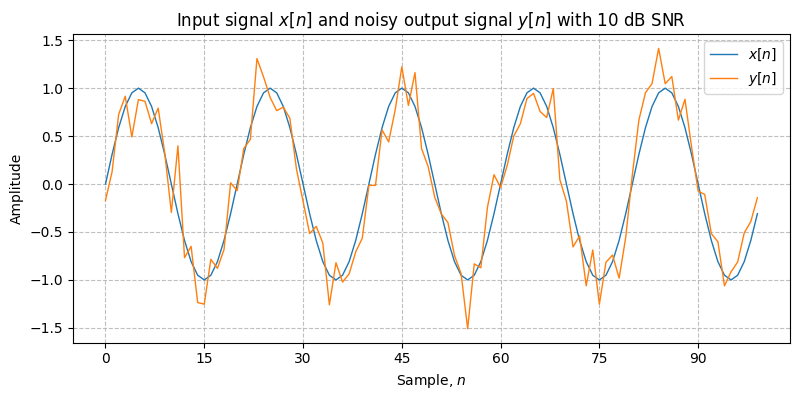 Input signal x[n] and noisy output signal y[n] with 10 dB SNR
x[n]
y[n]
Amplitude
1.5
1.0
0.5
0.0
−0.5
−1.0
−1.5
0 15 30 45 60 75 90
Sample, n